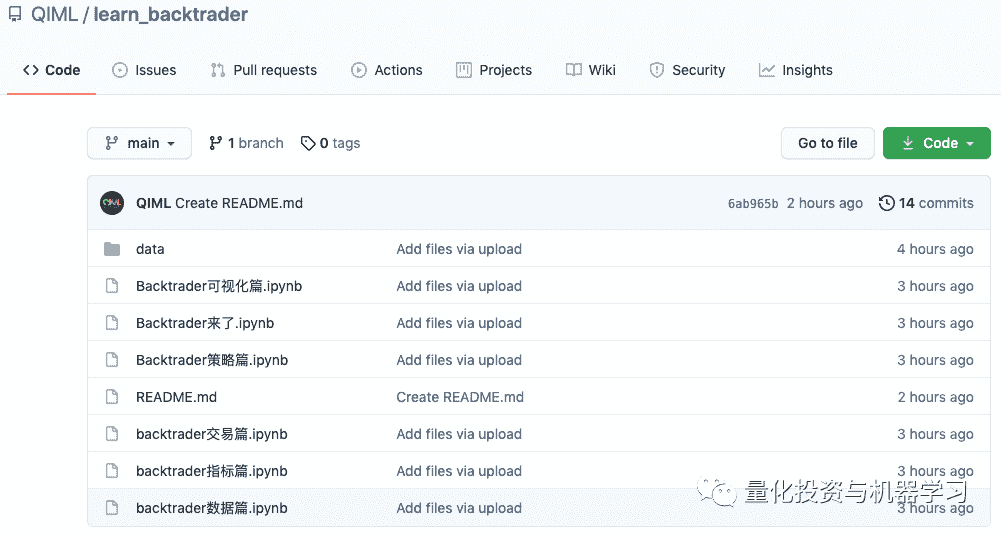 QIML / learn_backtrader
Code Issues Pull requests Actions Projects Wiki Security Insights
main 1 branch 0 tags Go to file Code
QIML Create README.md 6ab965b 2 hours ago 14 commits
data Add files via upload 4 hours ago
Backtrader可视化篇.ipynb Add files via upload 3 hours ago
Backtrader来了.ipynb Add files via upload 3 hours ago
Backtrader策略篇.ipynb Add files via upload 3 hours ago
README.md Create README.md 2 hours ago
backtrader交易篇.ipynb Add files via upload 3 hours ago
backtrader指标篇.ipynb Add files via upload 3 hours ago
量化投资与机器学习
backtrader数据篇.ipynb Add files via upload 3 hours ago